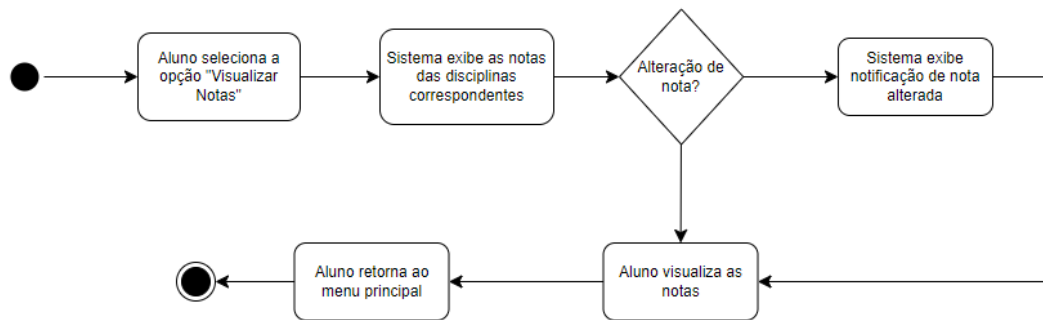 Aluno seleciona a
opção "Visualizar
Notas"
Sistema exibe as notas
das disciplinas
correspondentes
Alteração de
nota?
Sistema exibe
notificação de nota
alterada
Aluno retorna ao
menu principal
Aluno visualiza as
notas